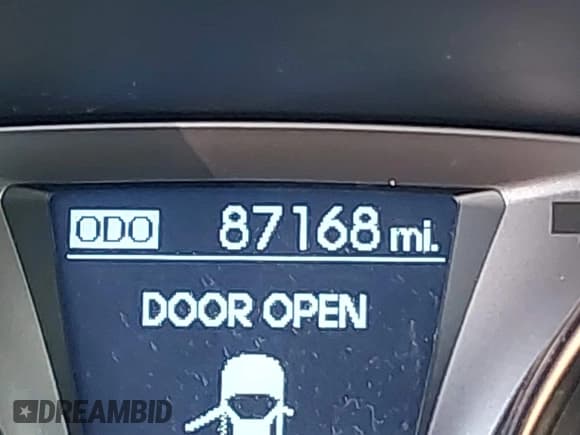 ODO 87168 mi.
DOOR OPEN
DREAMBID